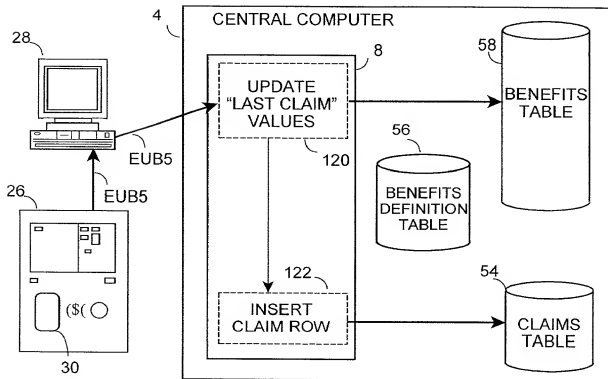 4
CENTRAL COMPUTER
28
8
58
UPDATE
"LAST CLAIM"
VALUES
BENEFITS
TABLE
EUB5
120
56
26
EUB5
BENEFITS
DEFINITION
TABLE
122
54
INSERT
CLAIM ROW
CLAIMS
TABLE
($(
30